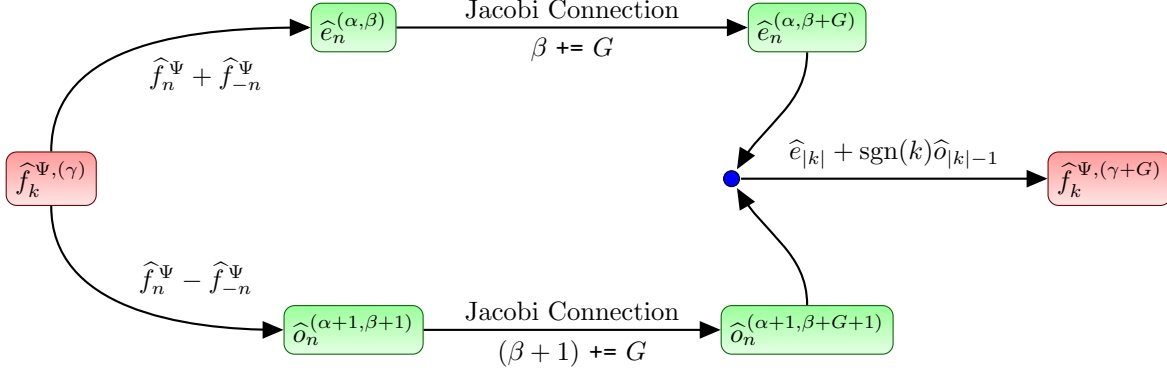 ê_n^{(α,β)}
Jacobi Connection
β += G
ê_n^{(α,β+G)}
f̂_n^Ψ + f̂_{-n}^Ψ
f̂_k^{Ψ,(γ)}
ê_{|k|} + sgn(k)ô_{|k|-1}
f̂_k^{Ψ,(γ+G)}
f̂_n^Ψ − f̂_{-n}^Ψ
ô_n^{(α+1,β+1)}
Jacobi Connection
(β + 1) += G
ô_n^{(α+1,β+G+1)}